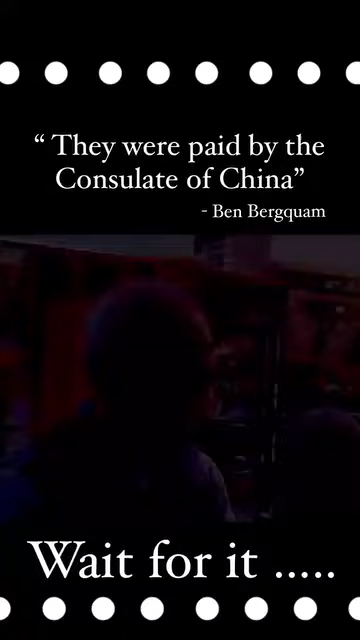 “ They were paid by the
Consulate of China”
- Ben Bergquam
Wait for it .....